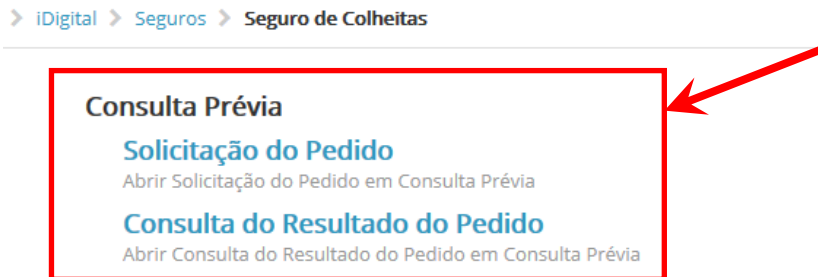 > iDigital > Seguros > Seguro de Colheitas
Consulta Prévia
Solicitação do Pedido
Abrir Solicitação do Pedido em Consulta Prévia
Consulta do Resultado do Pedido
Abrir Consulta do Resultado do Pedido em Consulta Prévia